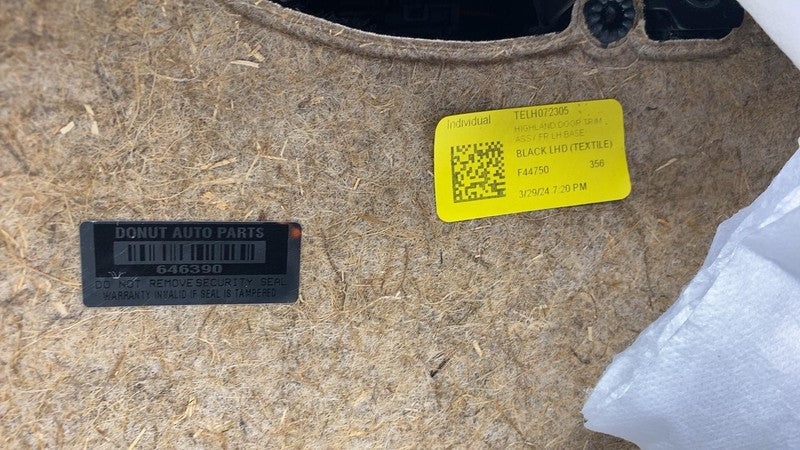 Individual
TELH072305
HIGHLAND DOOR TRIM
ASSY FR LH BASE
BLACK LHD (TEXTILE)
F44750 356
3/29/24 7:20 PM
DONUT AUTO PARTS
646390
DO NOT REMOVE SECURITY SEAL
WARRANTY INVALID IF SEAL IS TAMPERED